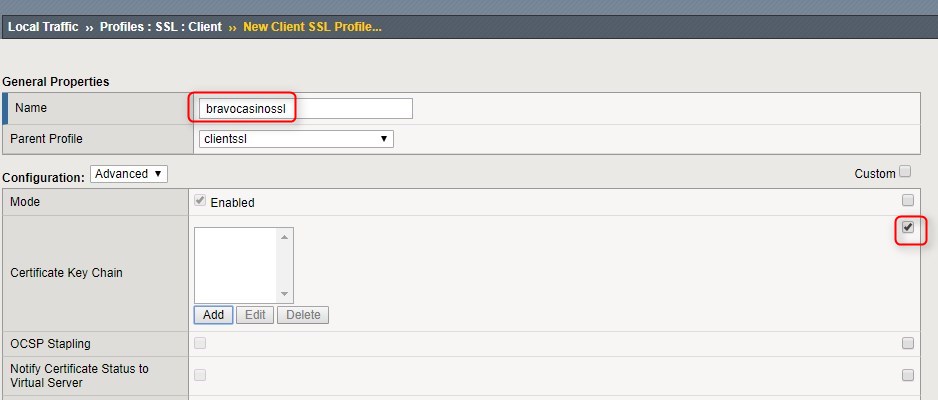 Local Traffic ›› Profiles : SSL : Client ›› New Client SSL Profile...
General Properties
Name bravocasinossl
Parent Profile clientssl
Configuration: Advanced Custom
Mode Enabled
Certificate Key Chain
Add Edit Delete
OCSP Stapling
Notify Certificate Status to
Virtual Server